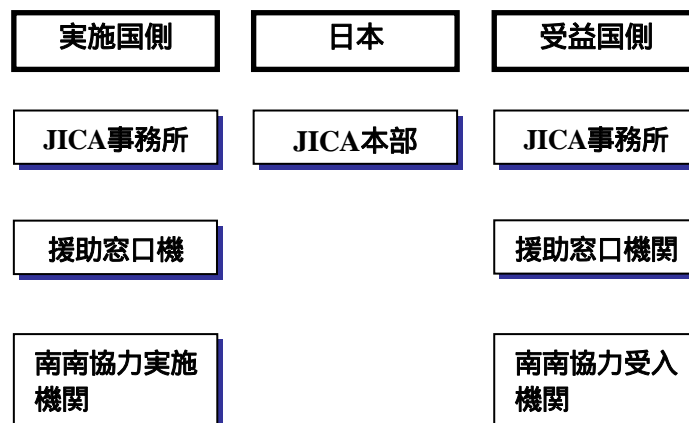 実施国側
日本
受益国側
JICA事務所
JICA本部
JICA事務所
援助窓口機
援助窓口機関
南南協力実施
機関
南南協力受入
機関